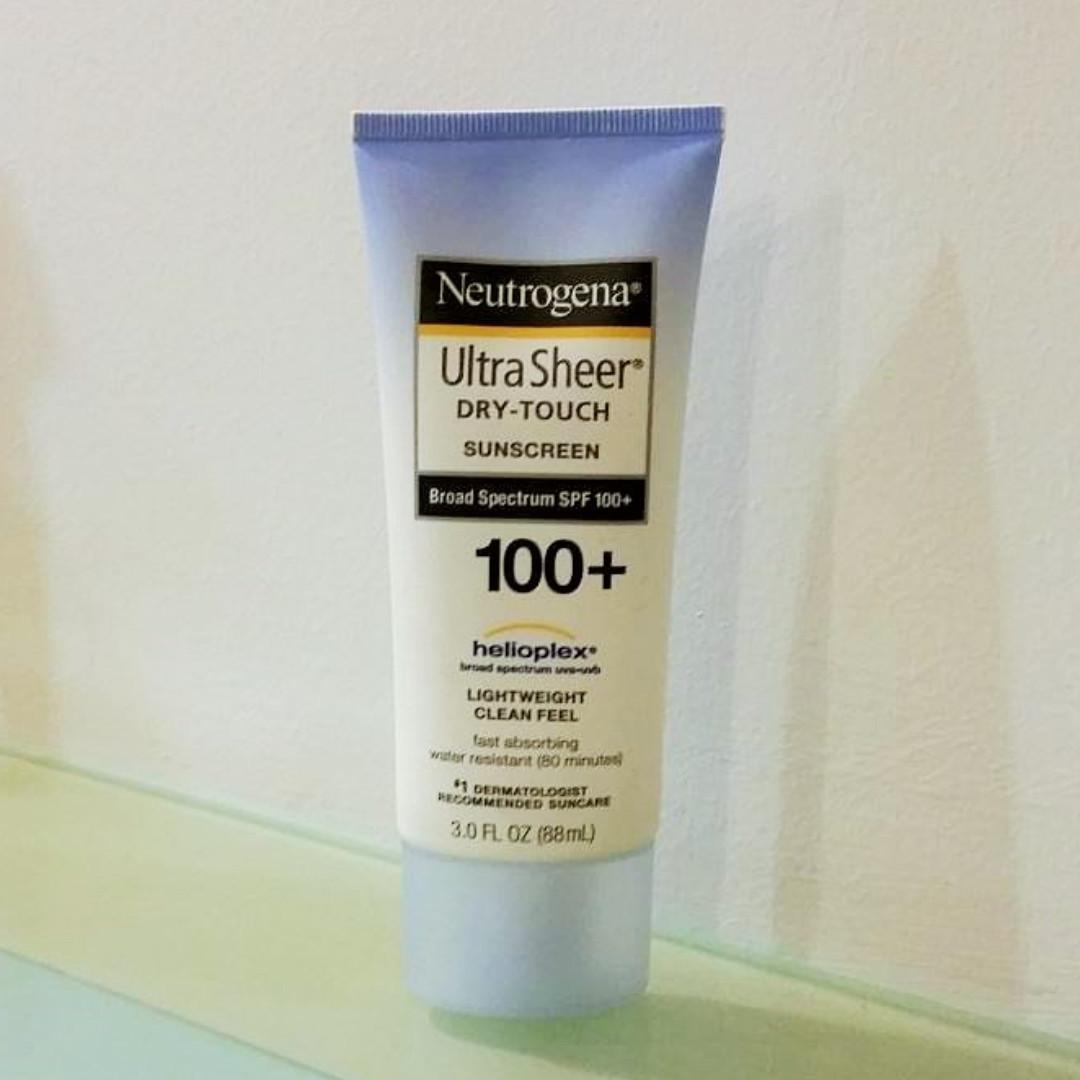 Neutrogena®
Ultra Sheer®
DRY-TOUCH
SUNSCREEN
Broad Spectrum SPF 100+
100+
helioplex®
broad spectrum uva•uvb
LIGHTWEIGHT
CLEAN FEEL
fast absorbing
water resistant (80 minutes)
#1 DERMATOLOGIST
RECOMMENDED SUNCARE
3.0 FL OZ (88mL)